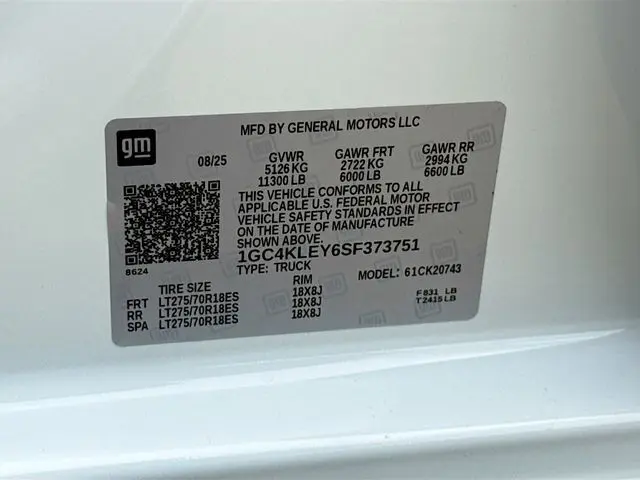 MFD BY GENERAL MOTORS LLC
gm
08/25
GVWR GAWR FRT GAWR RR
5126 KG 2722 KG 2994 KG
11300 LB 6000 LB 6600 LB
THIS VEHICLE CONFORMS TO ALL
APPLICABLE U.S. FEDERAL MOTOR
VEHICLE SAFETY STANDARDS IN EFFECT
ON THE DATE OF MANUFACTURE
SHOWN ABOVE.
1GC4KLEY6SF373751
8624
TYPE: TRUCK MODEL: 61CK20743
TIRE SIZE RIM
FRT LT275/70R18ES 18X8J
RR LT275/70R18ES 18X8J
SPA LT275/70R18ES 18X8J
F 831 LB
T 2415 LB